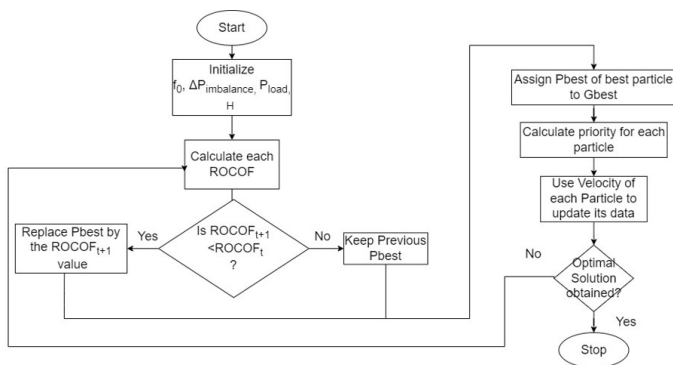 Start
Initialize
f0, ΔPimbalance, Pload,
H
Calculate each
ROCOF
Is ROCOFt+1
<ROCOFt
?
Yes
No
Replace Pbest by
the ROCOFt+1
value
Keep Previous
Pbest
Assign Pbest of best particle
to Gbest
Calculate priority for each
particle
Use Velocity of
each Particle to
update its data
Optimal
Solution
obtained?
No
Yes
Stop